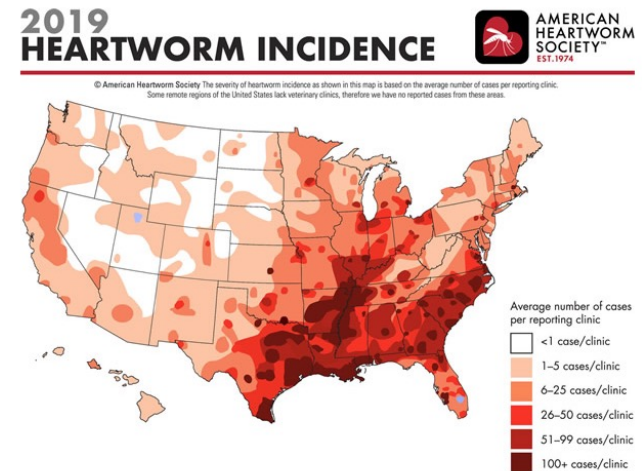 2019
HEARTWORM INCIDENCE
AMERICAN
HEARTWORM
SOCIETY™
EST.1974
© American Heartworm Society The severity of heartworm incidence as shown in this map is based on the average number of cases per reporting clinic.
Some remote regions of the United States lack veterinary clinics, therefore we have no reported cases from these areas.
Average number of cases
per reporting clinic
<1 case/clinic
1–5 cases/clinic
6–25 cases/clinic
26–50 cases/clinic
51–99 cases/clinic
100+ cases/clinic